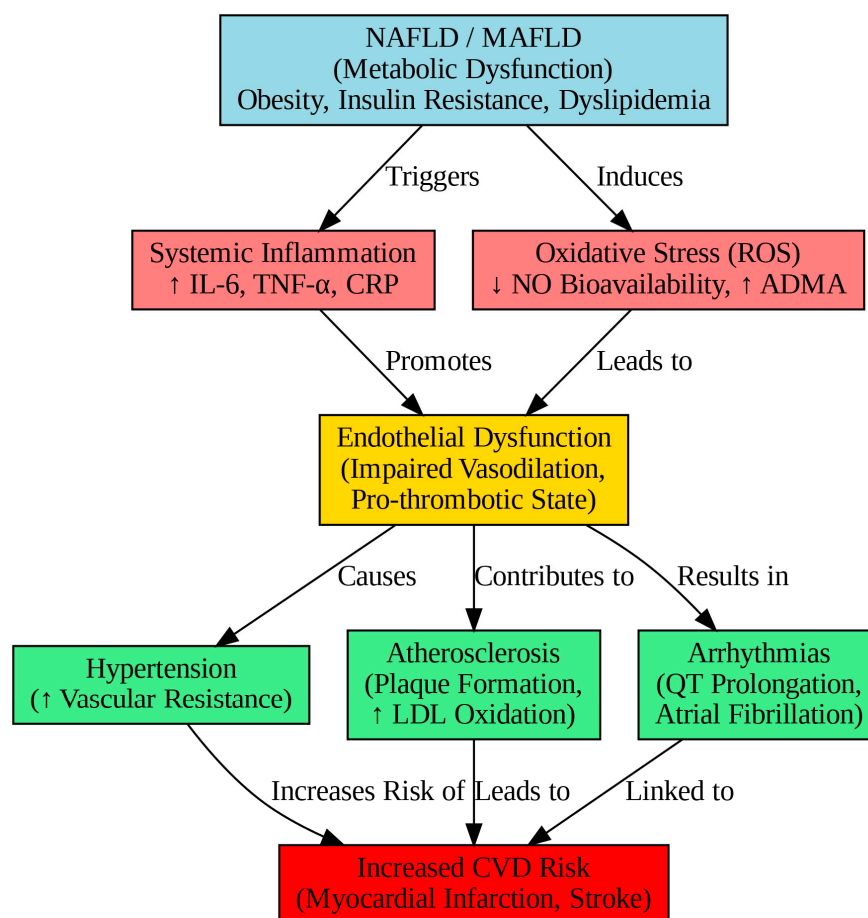 NAFLD / MAFLD
(Metabolic Dysfunction)
Obesity, Insulin Resistance, Dyslipidemia
Triggers
Induces
Systemic Inflammation
↑ IL-6, TNF-α, CRP
Oxidative Stress (ROS)
↓ NO Bioavailability, ↑ ADMA
Promotes
Leads to
Endothelial Dysfunction
(Impaired Vasodilation,
Pro-thrombotic State)
Causes
Contributes to
Results in
Hypertension
(↑ Vascular Resistance)
Atherosclerosis
(Plaque Formation,
↑ LDL Oxidation)
Arrhythmias
(QT Prolongation,
Atrial Fibrillation)
Increases Risk of
Leads to
Linked to
Increased CVD Risk
(Myocardial Infarction, Stroke)